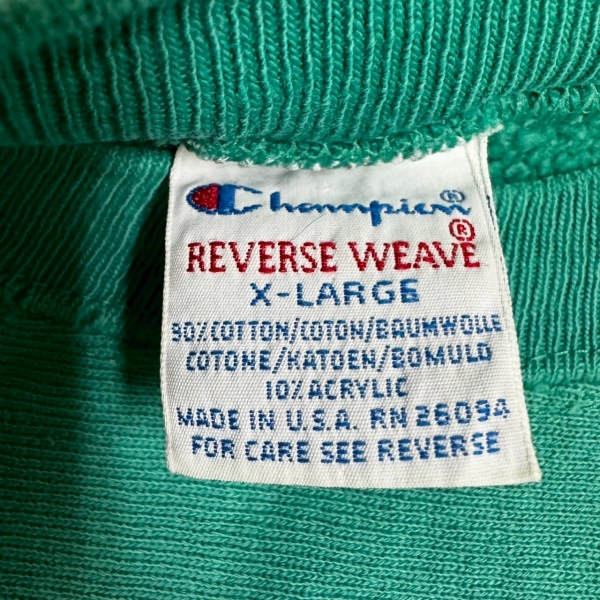 Champion®
REVERSE WEAVE®
X-LARGE
90% COTTON/COTON/BAUMWOLLE
COTONE/KATOEN/BOMULD
10% ACRYLIC
MADE IN U.S.A. RN 26094
FOR CARE SEE REVERSE